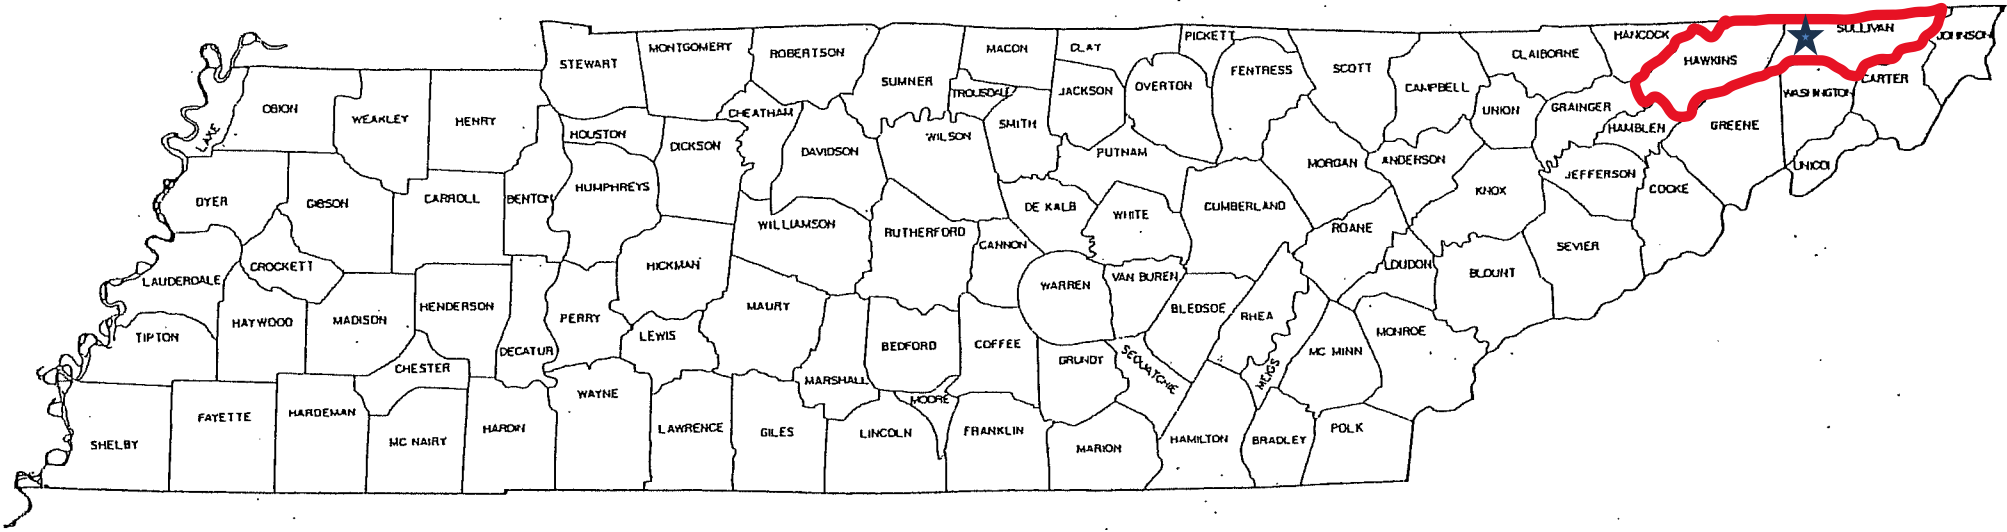 STEWART
MONTGOMERY
ROBERTSON
SUMNER
MACON
CLAY
PICKETT
FENTRESS
SCOTT
CLAIBORNE
HANCOCK
HAWKINS
SULLIVAN
JOHNSON
LAKE
OBION
WEAKLEY
HENRY
HOUSTON
DICKSON
CHEATHAM
DAVIDSON
WILSON
TROUSDALE
SMITH
JACKSON
OVERTON
PUTNAM
MORGAN
CAMPBELL
ANDERSON
UNION
GRAINGER
HAMBLEN
GREENE
WASHINGTON
CARTER
UNICOI
DYER
GIBSON
CARROLL
BENTON
HUMPHREYS
WILLIAMSON
RUTHERFORD
CANNON
DE KALB
WHITE
CUMBERLAND
ROANE
KNOX
JEFFERSON
COCKE
SEVIER
LAUDERDALE
CROCKETT
HICKMAN
WARREN
VAN BUREN
LOUDON
BLOUNT
TIPTON
HAYWOOD
MADISON
HENDERSON
DECATUR
PERRY
LEWIS
MAURY
BEDFORD
COFFEE
GRUNDY
SEQUATCHIE
BLEDSOE
RHEA
MEIGS
MC MINN
MONROE
CHESTER
WAYNE
MARSHALL
MOORE
SHELBY
FAYETTE
HARDEMAN
MC NAIRY
HARDIN
LAWRENCE
GILES
LINCOLN
FRANKLIN
MARION
HAMILTON
BRADLEY
POLK